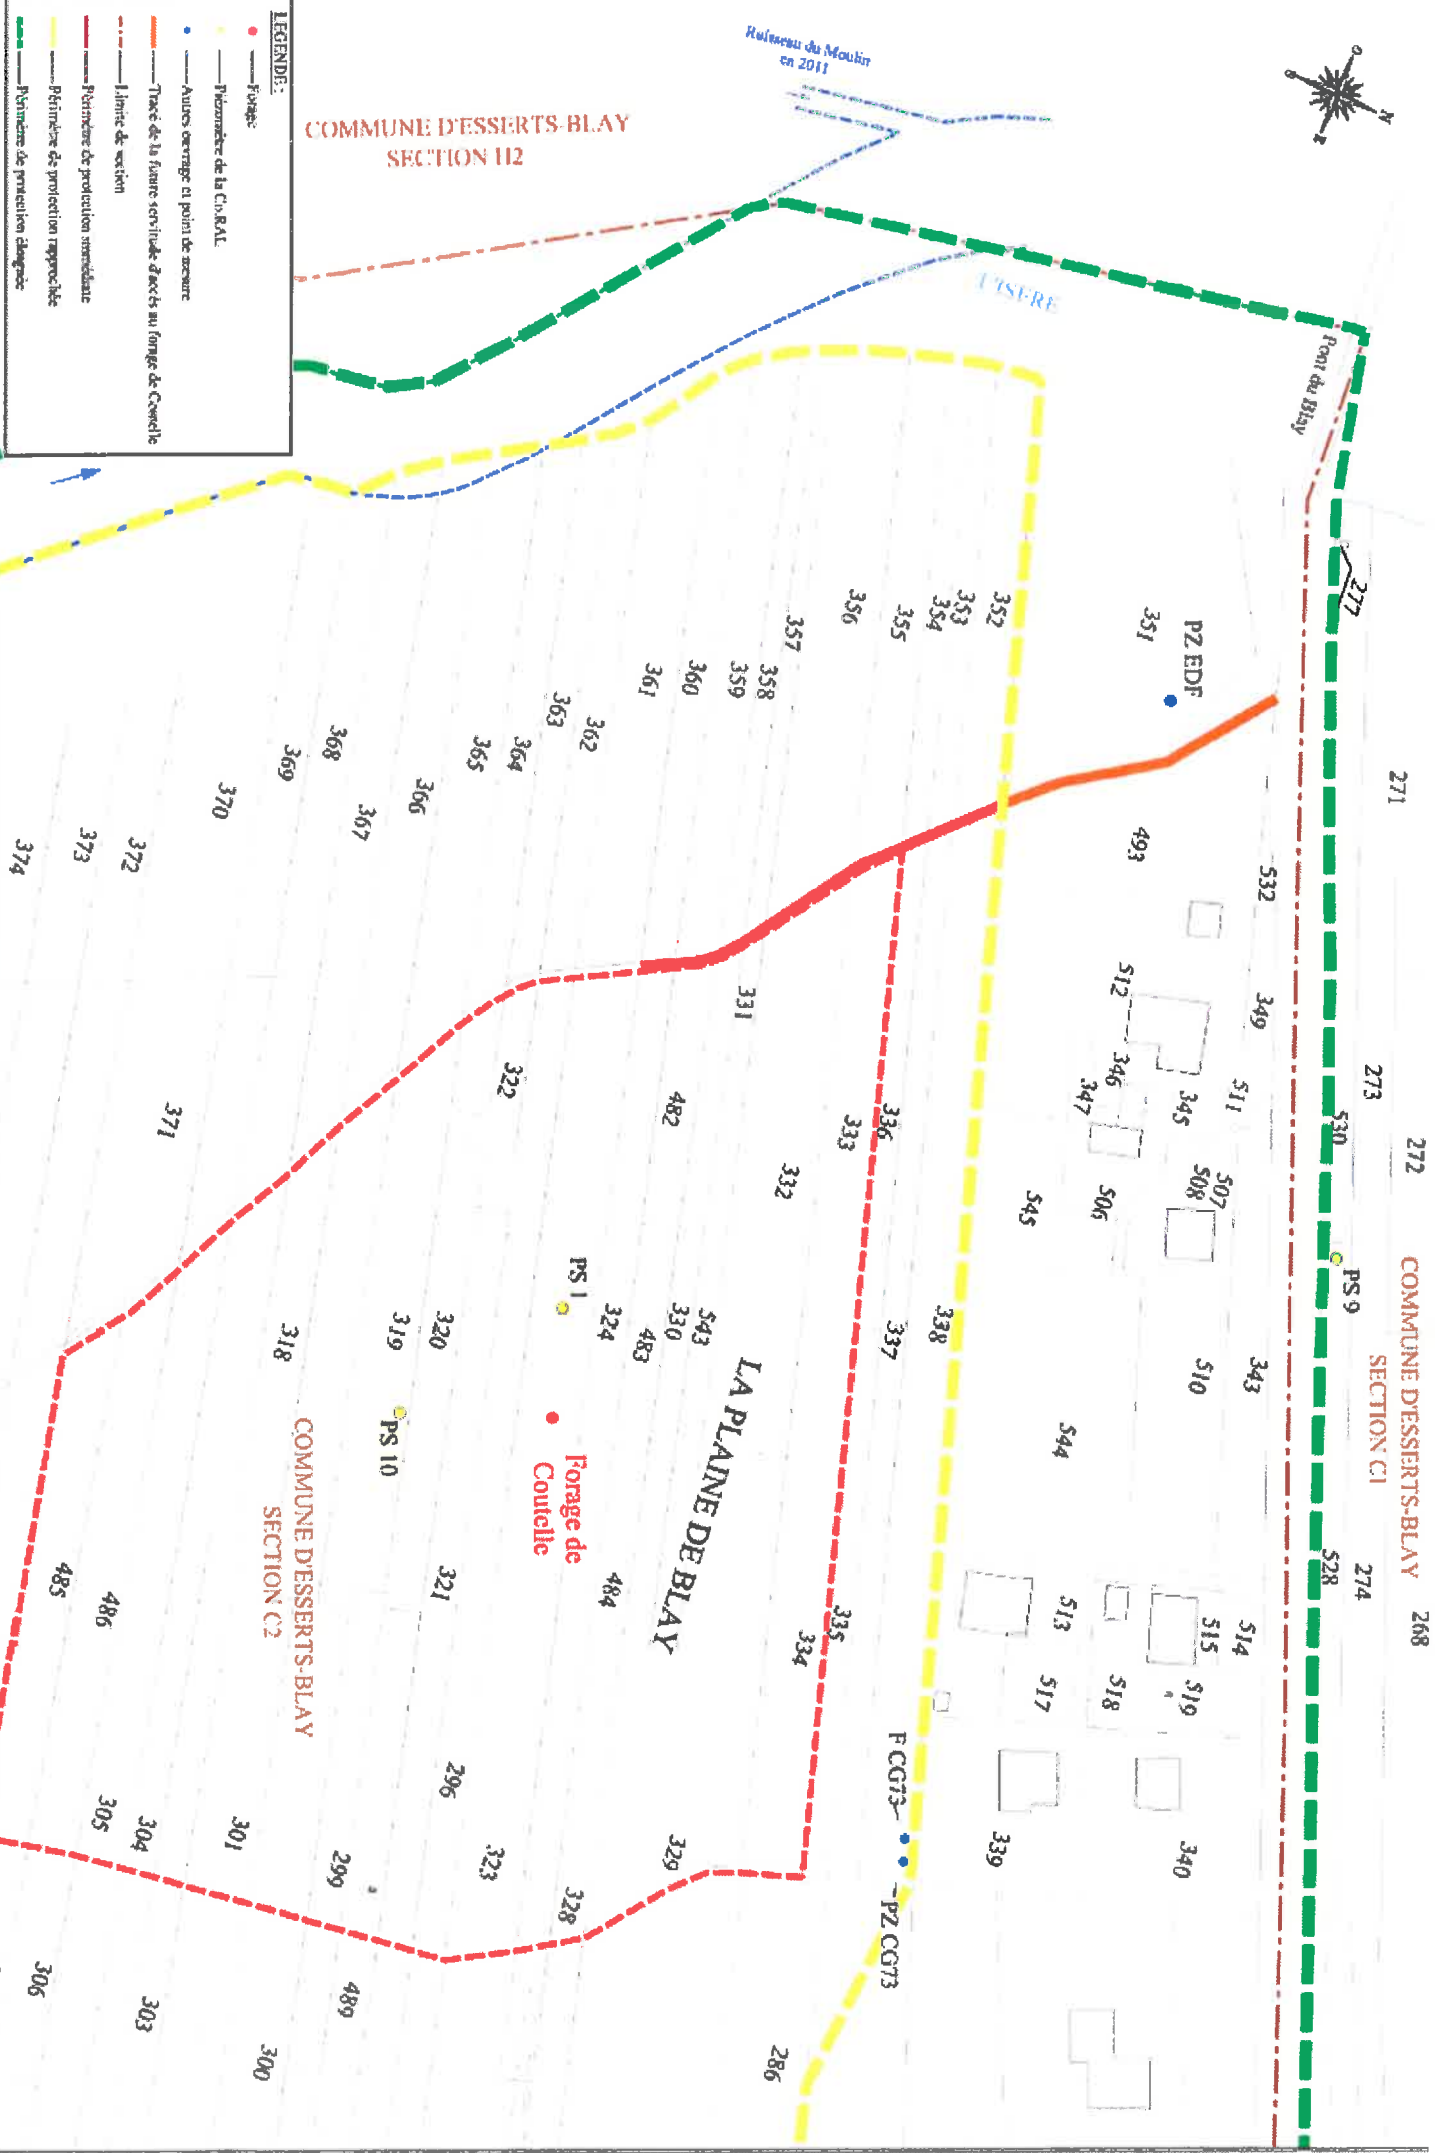 LEGENDE:
Forage
Piézomètre de la Co.RAL
Autres ouvrage et point de mesure
Tracé de la future servitude d'accès au forage de Coutelle
Limite de section
Périmètre de protection immédiate
Périmètre de protection rapprochée
Périmètre de protection éloignée
COMMUNE D'ESSERTS-BLAY
SECTION H2
Ruisseau du Moulin
en 2011
L'ISERE
Pont du Blay
N
E
O
277
271
273
272
530
PS 9
COMMUNE D'ESSERTS-BLAY
SECTION C1
528
274
268
PZ EDF
351
493
532
349
512
346
347
345
511
507
508
506
545
510
343
544
513
517
518
515
514
519
339
340
F CG73
PZ CG73
286
352
353
354
355
356
357
358
359
360
361
362
363
364
365
366
367
368
369
370
372
373
374
371
331
322
482
336
333
332
337
338
335
334
543
330
483
324
LA PLAINE DE BLAY
PS 1
Forage de
Coutelle
484
320
319
318
PS 10
321
COMMUNE D'ESSERTS-BLAY
SECTION C2
485
486
296
323
329
328
305
304
301
299
489
306
303
300